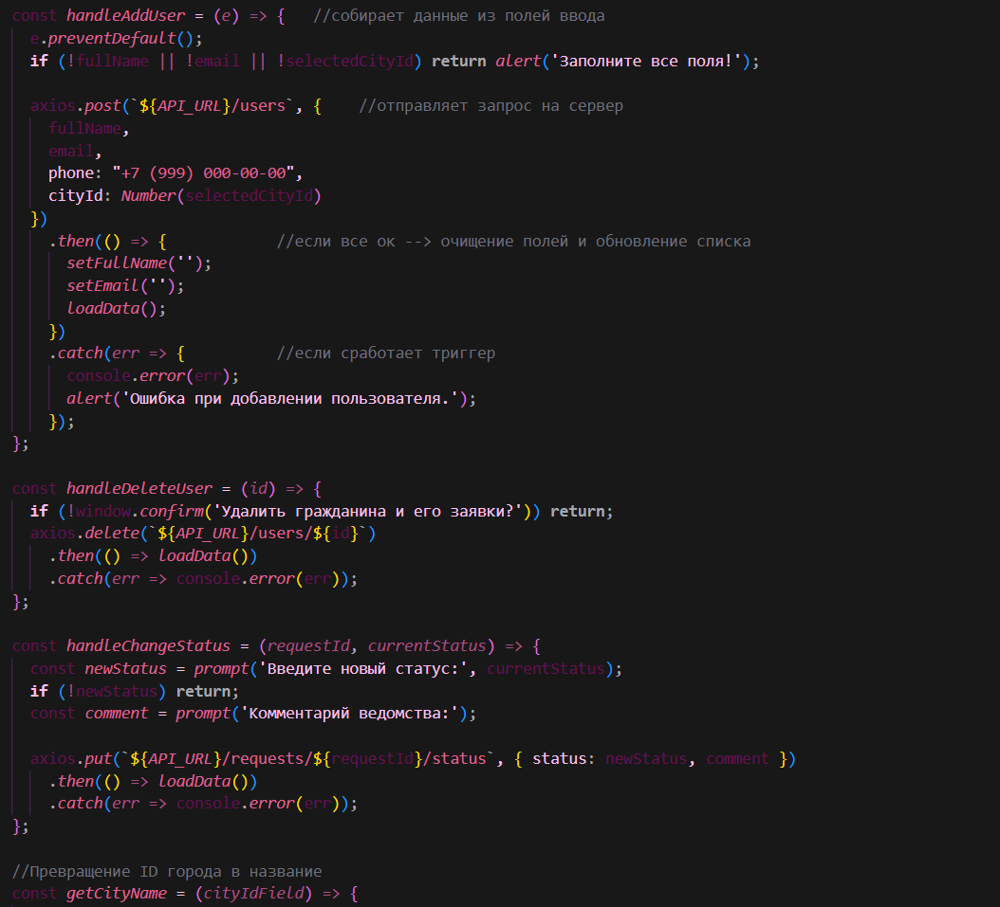 const handleAddUser = (e) => {   //собирает данные из полей ввода
  e.preventDefault();
  if (!fullName || !email || !selectedCityId) return alert('Заполните все поля!');
  axios.post(`${API_URL}/users`, {    //отправляет запрос на сервер
    fullName,
    email,
    phone: "+7 (999) 000-00-00",
    cityId: Number(selectedCityId)
  })
    .then(() => {            //если все ок --> очищение полей и обновление списка
      setFullName('');
      setEmail('');
      loadData();
    })
    .catch(err => {          //если сработает триггер
      console.error(err);
      alert('Ошибка при добавлении пользователя.');
    });
};
const handleDeleteUser = (id) => {
  if (!window.confirm('Удалить гражданина и его заявки?')) return;
  axios.delete(`${API_URL}/users/${id}`)
    .then(() => loadData())
    .catch(err => console.error(err));
};
const handleChangeStatus = (requestId, currentStatus) => {
  const newStatus = prompt('Введите новый статус:', currentStatus);
  if (!newStatus) return;
  const comment = prompt('Комментарий ведомства:');
  axios.put(`${API_URL}/requests/${requestId}/status`, { status: newStatus, comment })
    .then(() => loadData())
    .catch(err => console.error(err));
};
//Превращение ID города в название
const getCityName = (cityIdField) => {